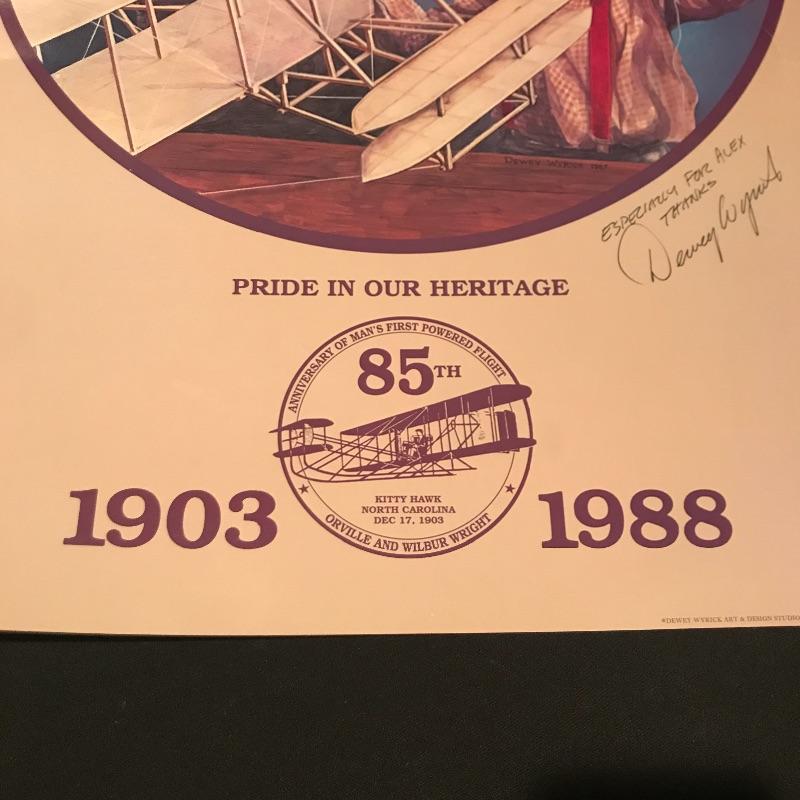 DEWEY WYRICK 1987
ESPECIALLY FOR ALEX
THANKS
Dewey Wyrick
PRIDE IN OUR HERITAGE
ANNIVERSARY OF MAN'S FIRST POWERED FLIGHT
85TH
KITTY HAWK
NORTH CAROLINA
DEC 17, 1903
ORVILLE AND WILBUR WRIGHT
1903
1988
©DEWEY WYRICK ART & DESIGN STUDIO